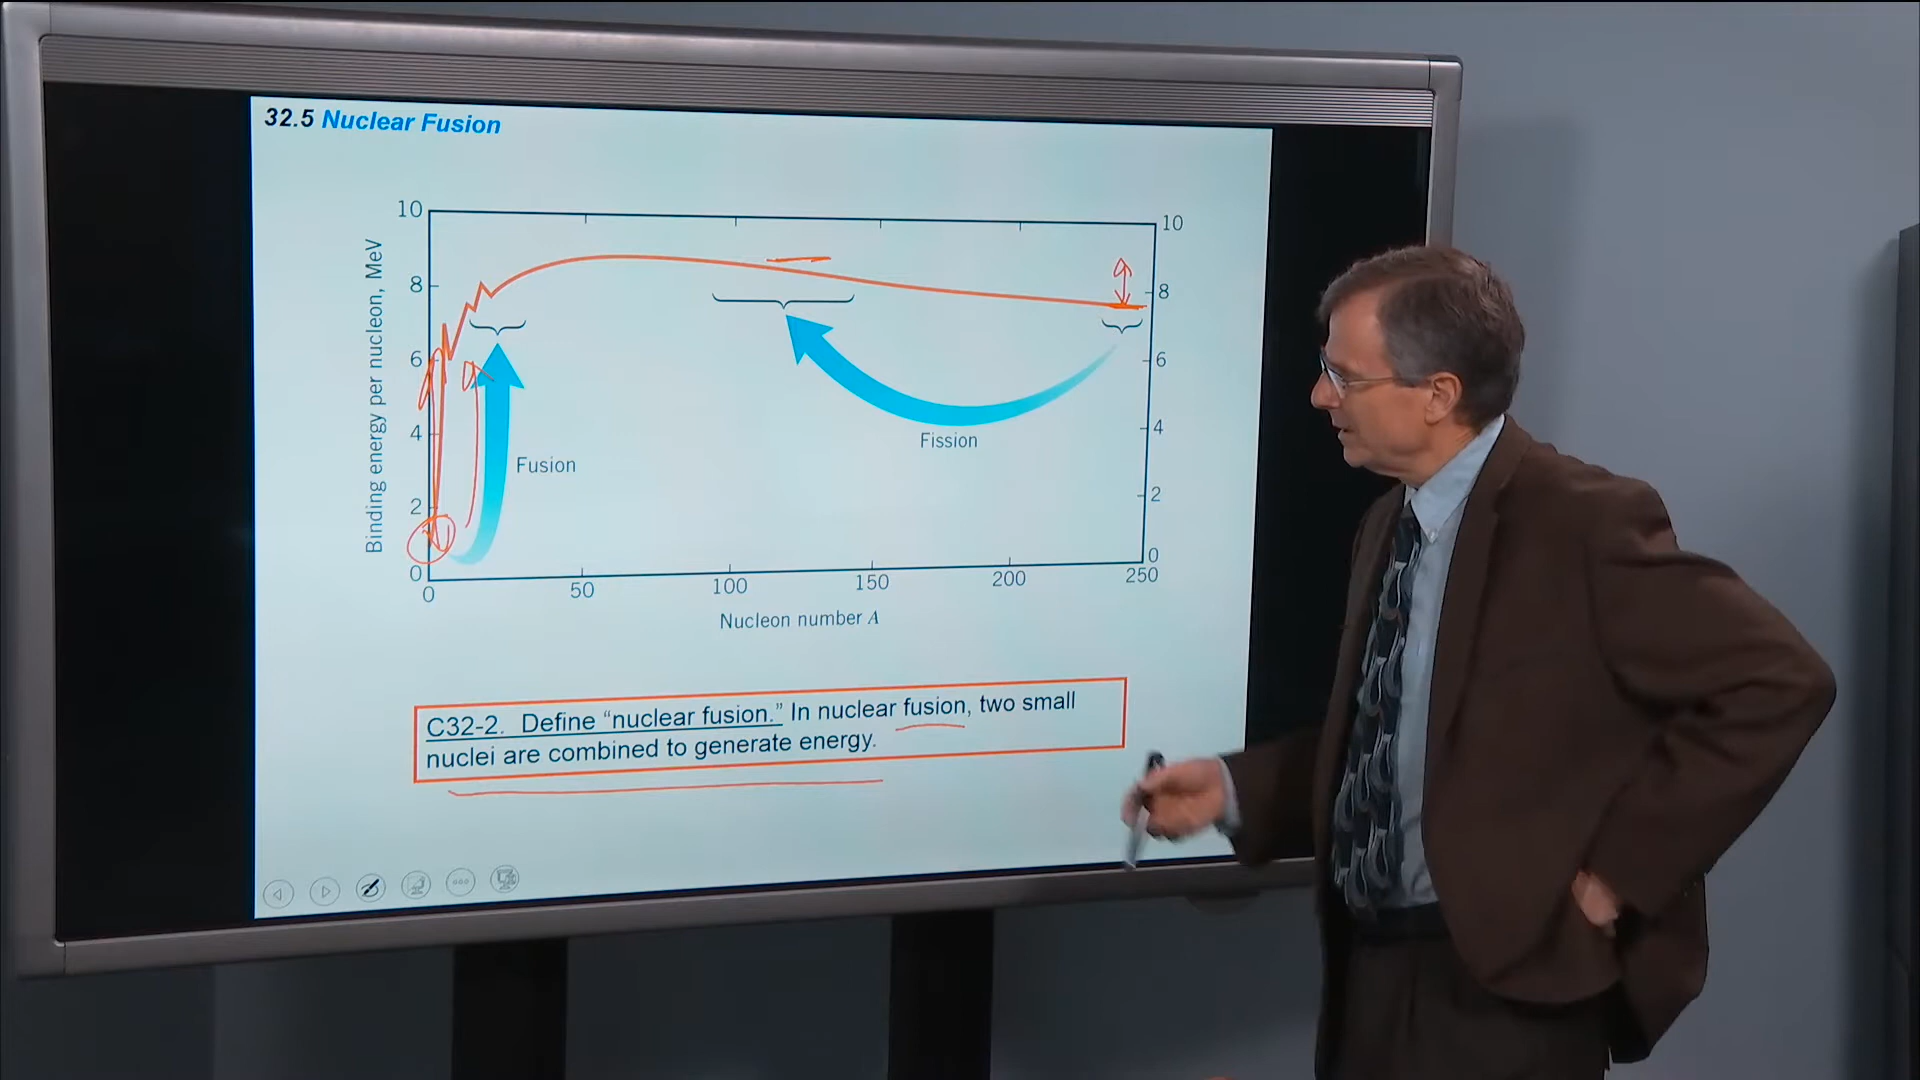 32.5 Nuclear Fusion
10
8
6
4
2
0
Binding energy per nucleon, MeV
10
8
6
4
2
0
0
50
100
150
200
250
Nucleon number A
Fusion
Fission
C32-2. Define “nuclear fusion.” In nuclear fusion, two small
nuclei are combined to generate energy.